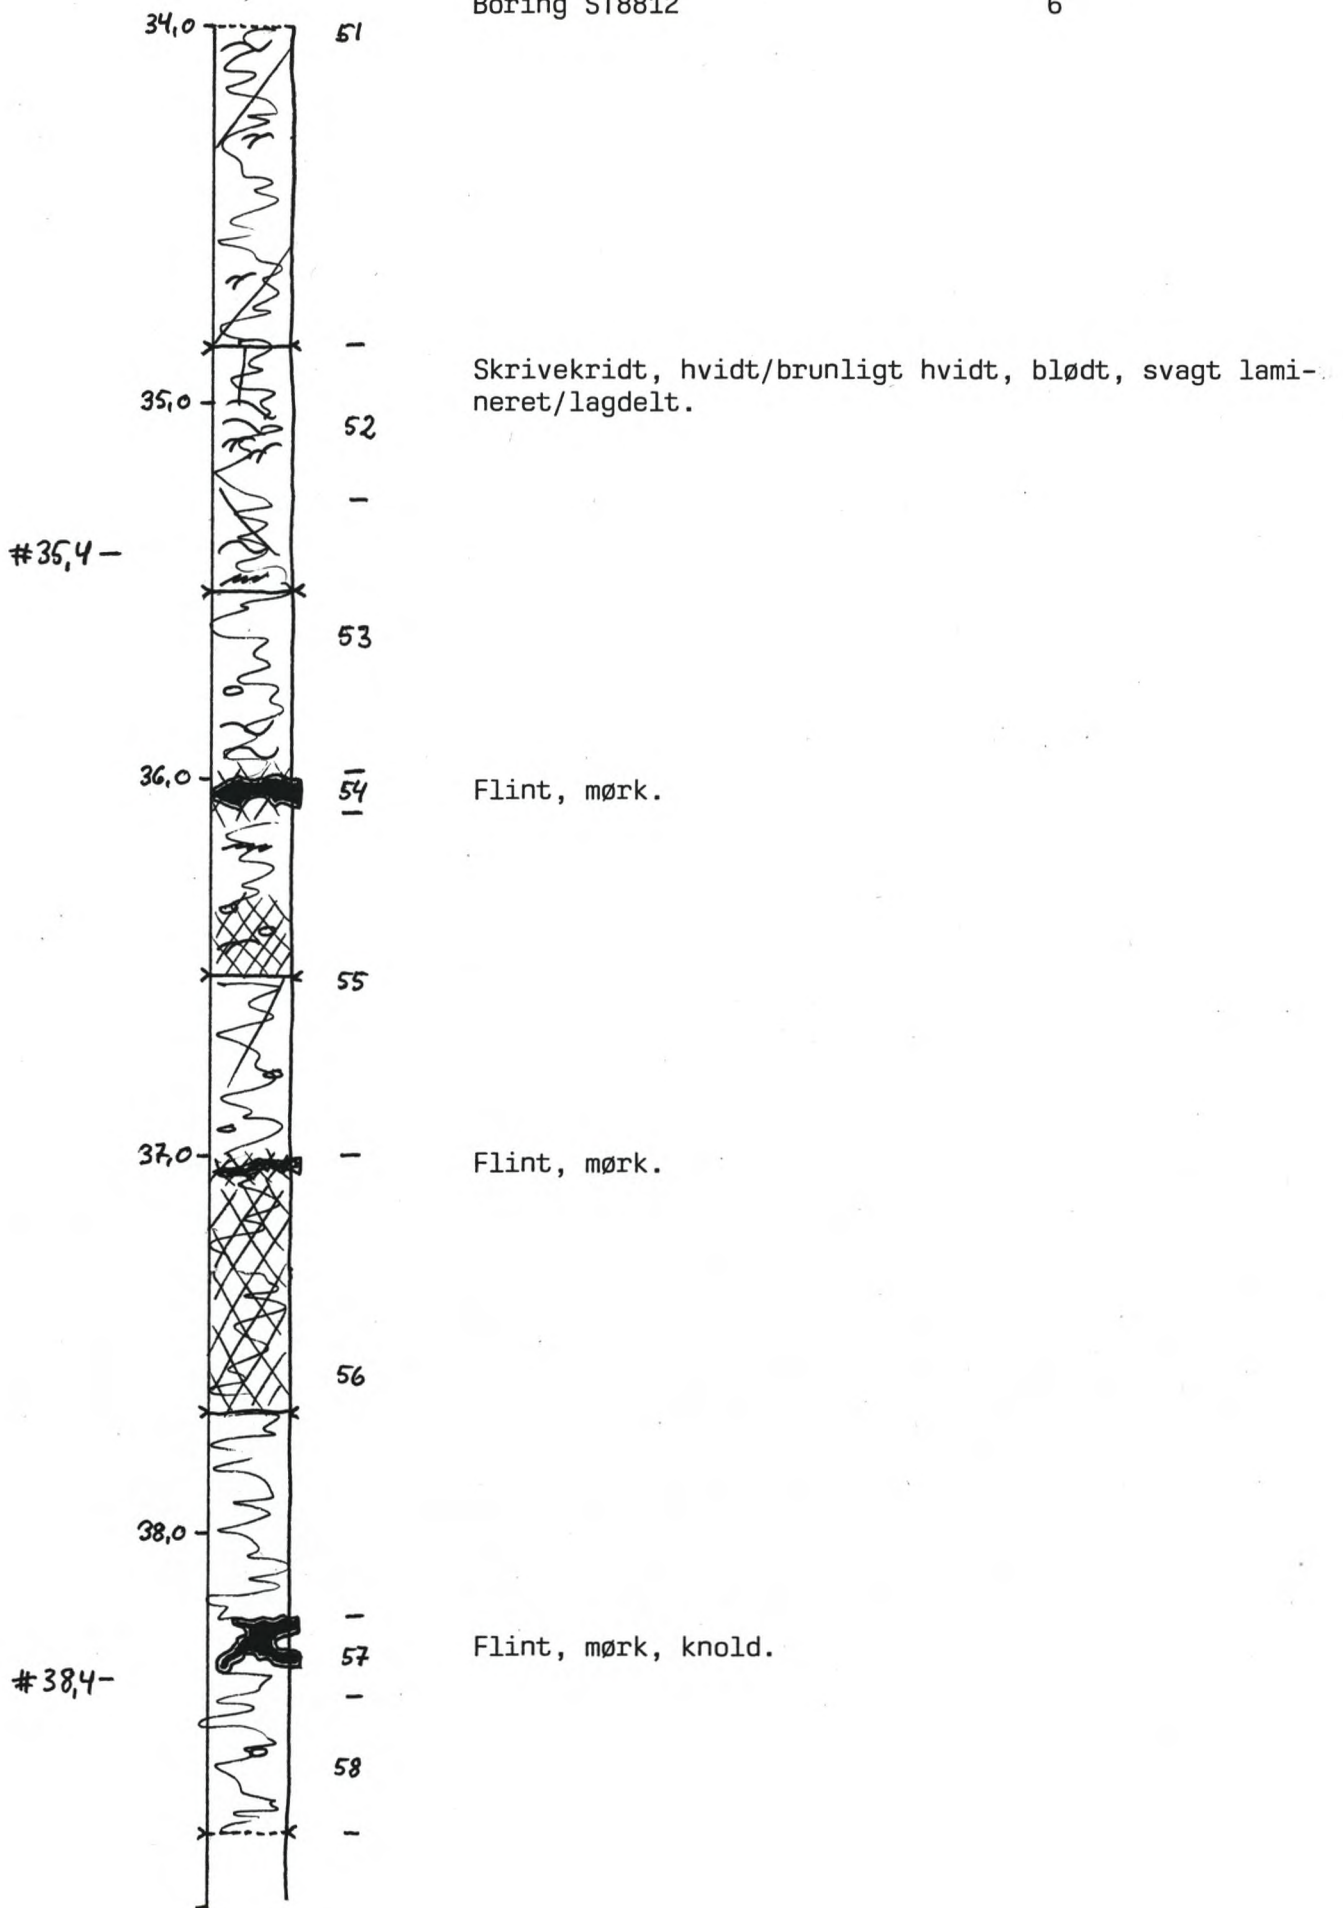 Boring ST8812 6
34,0 51
Skrivekridt, hvidt/brunligt hvidt, blødt, svagt lami-
35,0 neret/lagdelt.
52
#35,4 -
53
36,0 54 Flint, mørk.
55
37,0 Flint, mørk.
56
38,0
57 Flint, mørk, knold.
#38,4 -
58